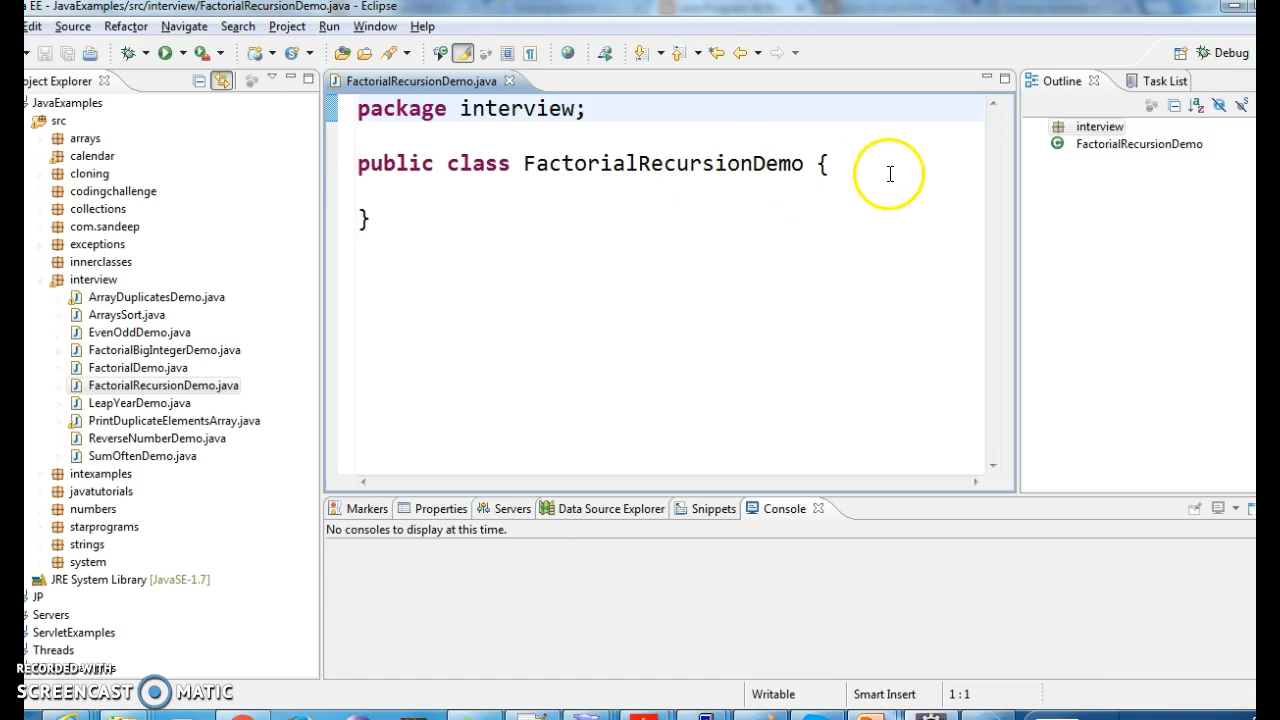 a EE - JavaExamples/src/interview/FactorialRecursionDemo.java - Eclipse
Edit Source Refactor Navigate Search Project Run Window Help
Debug
oject Explorer
FactorialRecursionDemo.java
Outline
Task List
JavaExamples
src
arrays
calendar
cloning
codingchallenge
collections
com.sandeep
exceptions
innerclasses
interview
ArrayDuplicatesDemo.java
ArraysSort.java
EvenOddDemo.java
FactorialBigIntegerDemo.java
FactorialDemo.java
FactorialRecursionDemo.java
LeapYearDemo.java
PrintDuplicateElementsArray.java
ReverseNumberDemo.java
SumOftenDemo.java
intexamples
javatutorials
numbers
starprograms
strings
system
JRE System Library [JavaSE-1.7]
JP
Servers
ServletExamples
Threads
package interview;
public class FactorialRecursionDemo {
}
interview
FactorialRecursionDemo
Markers Properties Servers Data Source Explorer Snippets Console
No consoles to display at this time.
RECORDED WITH
SCREENCAST MATIC
Writable Smart Insert 1 : 1